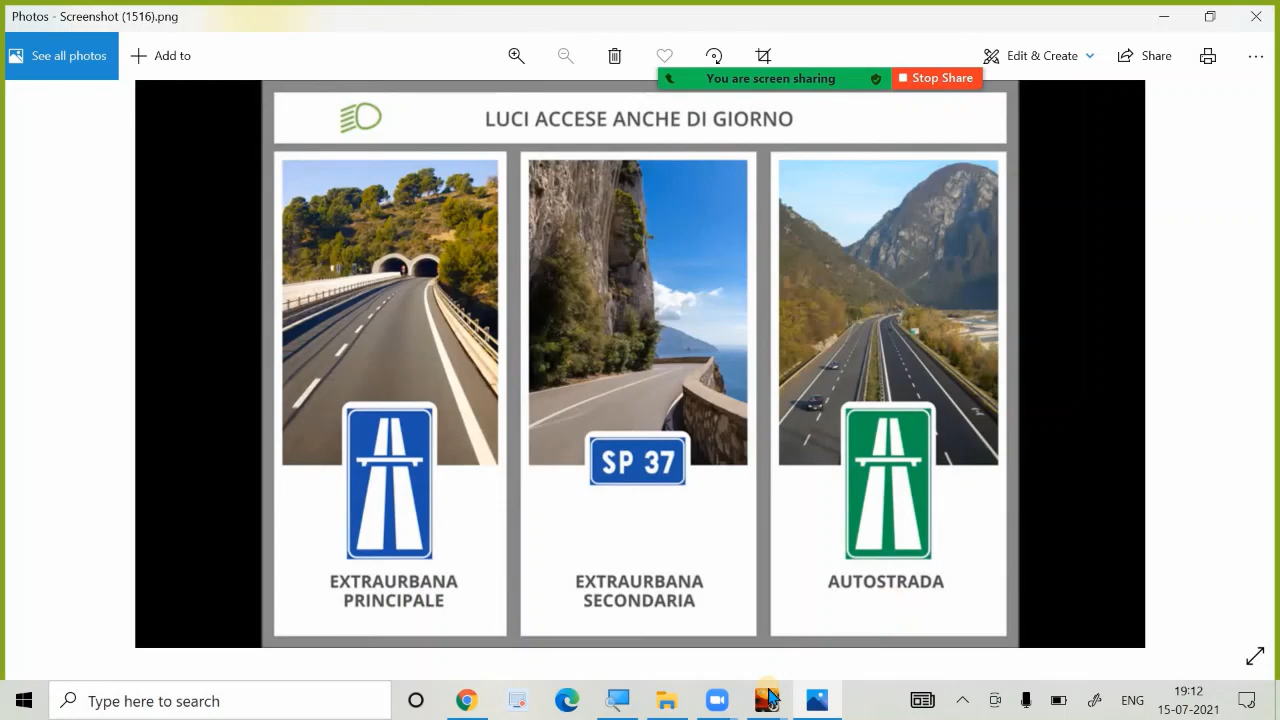 Photos - Screenshot (1516).png
See all photos
Add to
Edit & Create
Share
You are screen sharing
Stop Share
LUCI ACCESE ANCHE DI GIORNO
SP 37
EXTRAURBANA
PRINCIPALE
EXTRAURBANA
SECONDARIA
AUTOSTRADA
Type here to search
ENG
19:12
15-07-2021